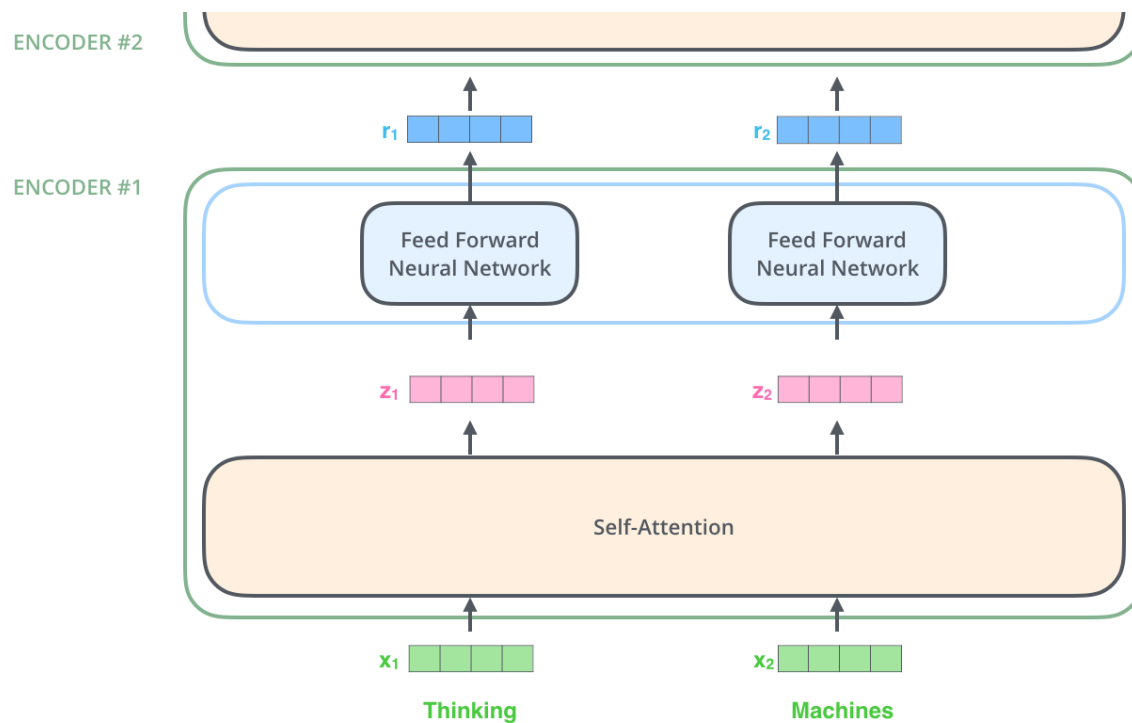 ENCODER #2
r₁
r₂
ENCODER #1
Feed Forward
Neural Network
Feed Forward
Neural Network
z₁
z₂
Self-Attention
x₁
x₂
Thinking
Machines